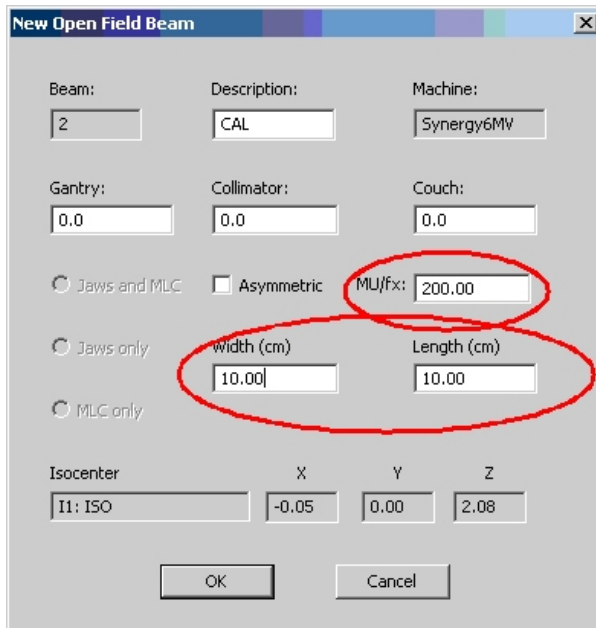 New Open Field Beam
Beam: Description: Machine:
2 CAL Synergy6MV
Gantry: Collimator: Couch:
0.0 0.0 0.0
Jaws and MLC Asymmetric MU/fx: 200.00
Jaws only Width (cm) Length (cm)
10.00 10.00
MLC only
Isocenter X Y Z
I1: ISO -0.05 0.00 2.08
OK Cancel